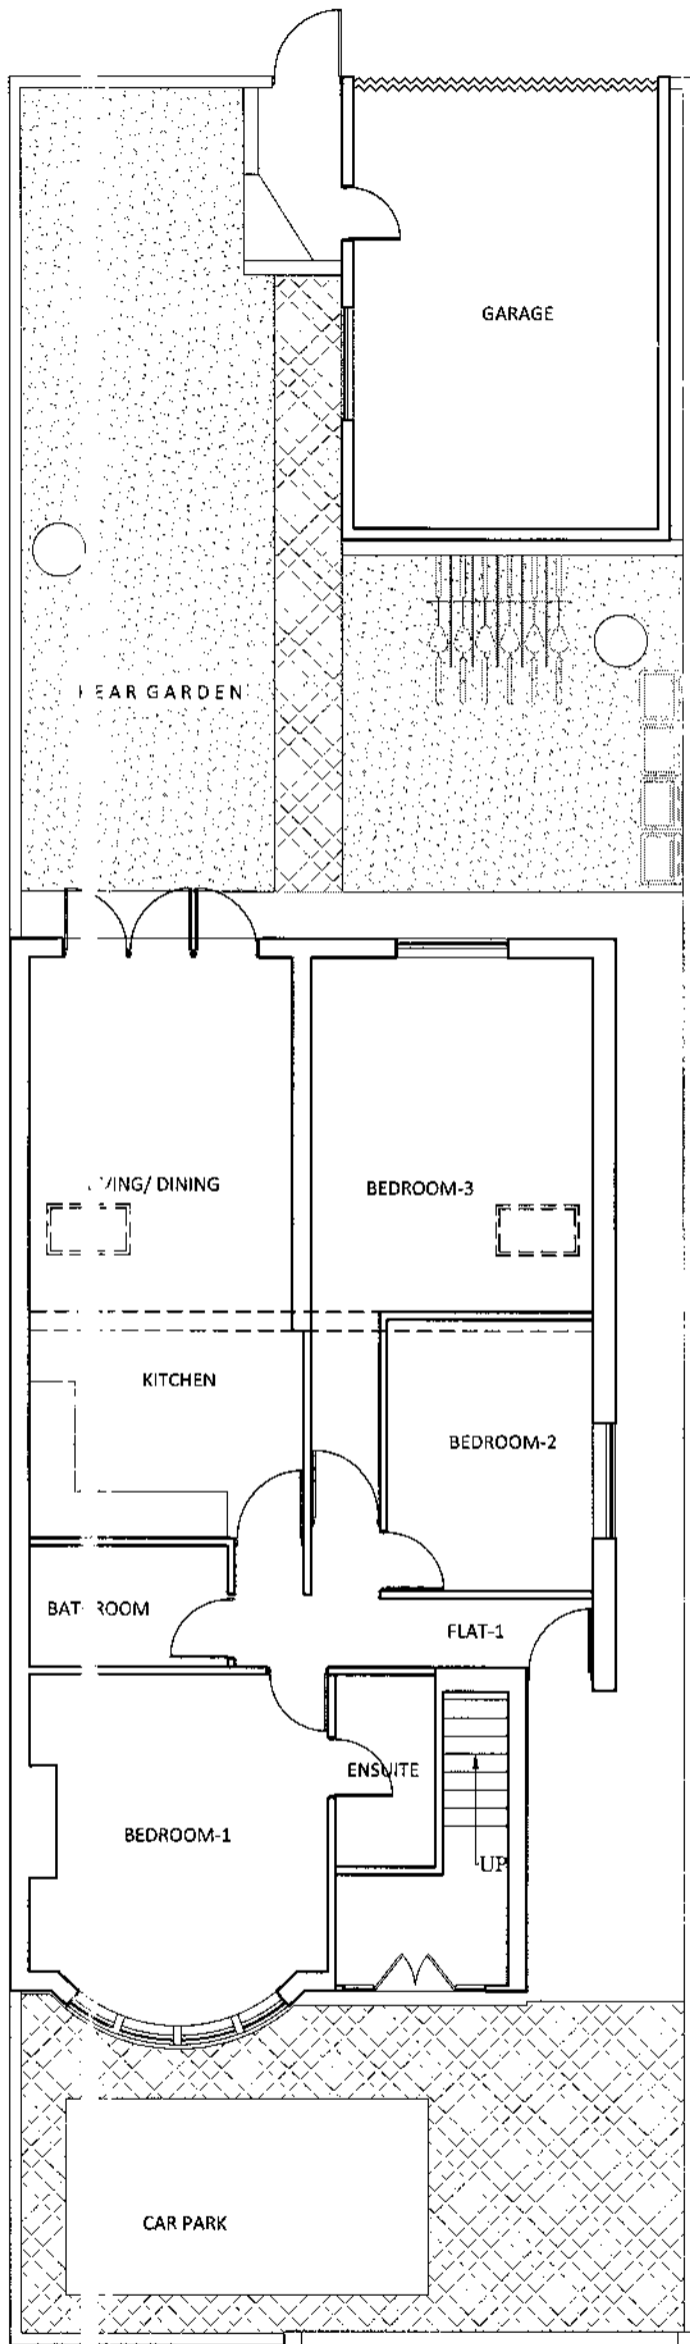 GARAGE
EAR GARDEN
VING/ DINING
BEDROOM-3
KITCHEN
BEDROOM-2
BAT ROOM
FLAT-1
ENSUITE
BEDROOM-1
UP
CAR PARK